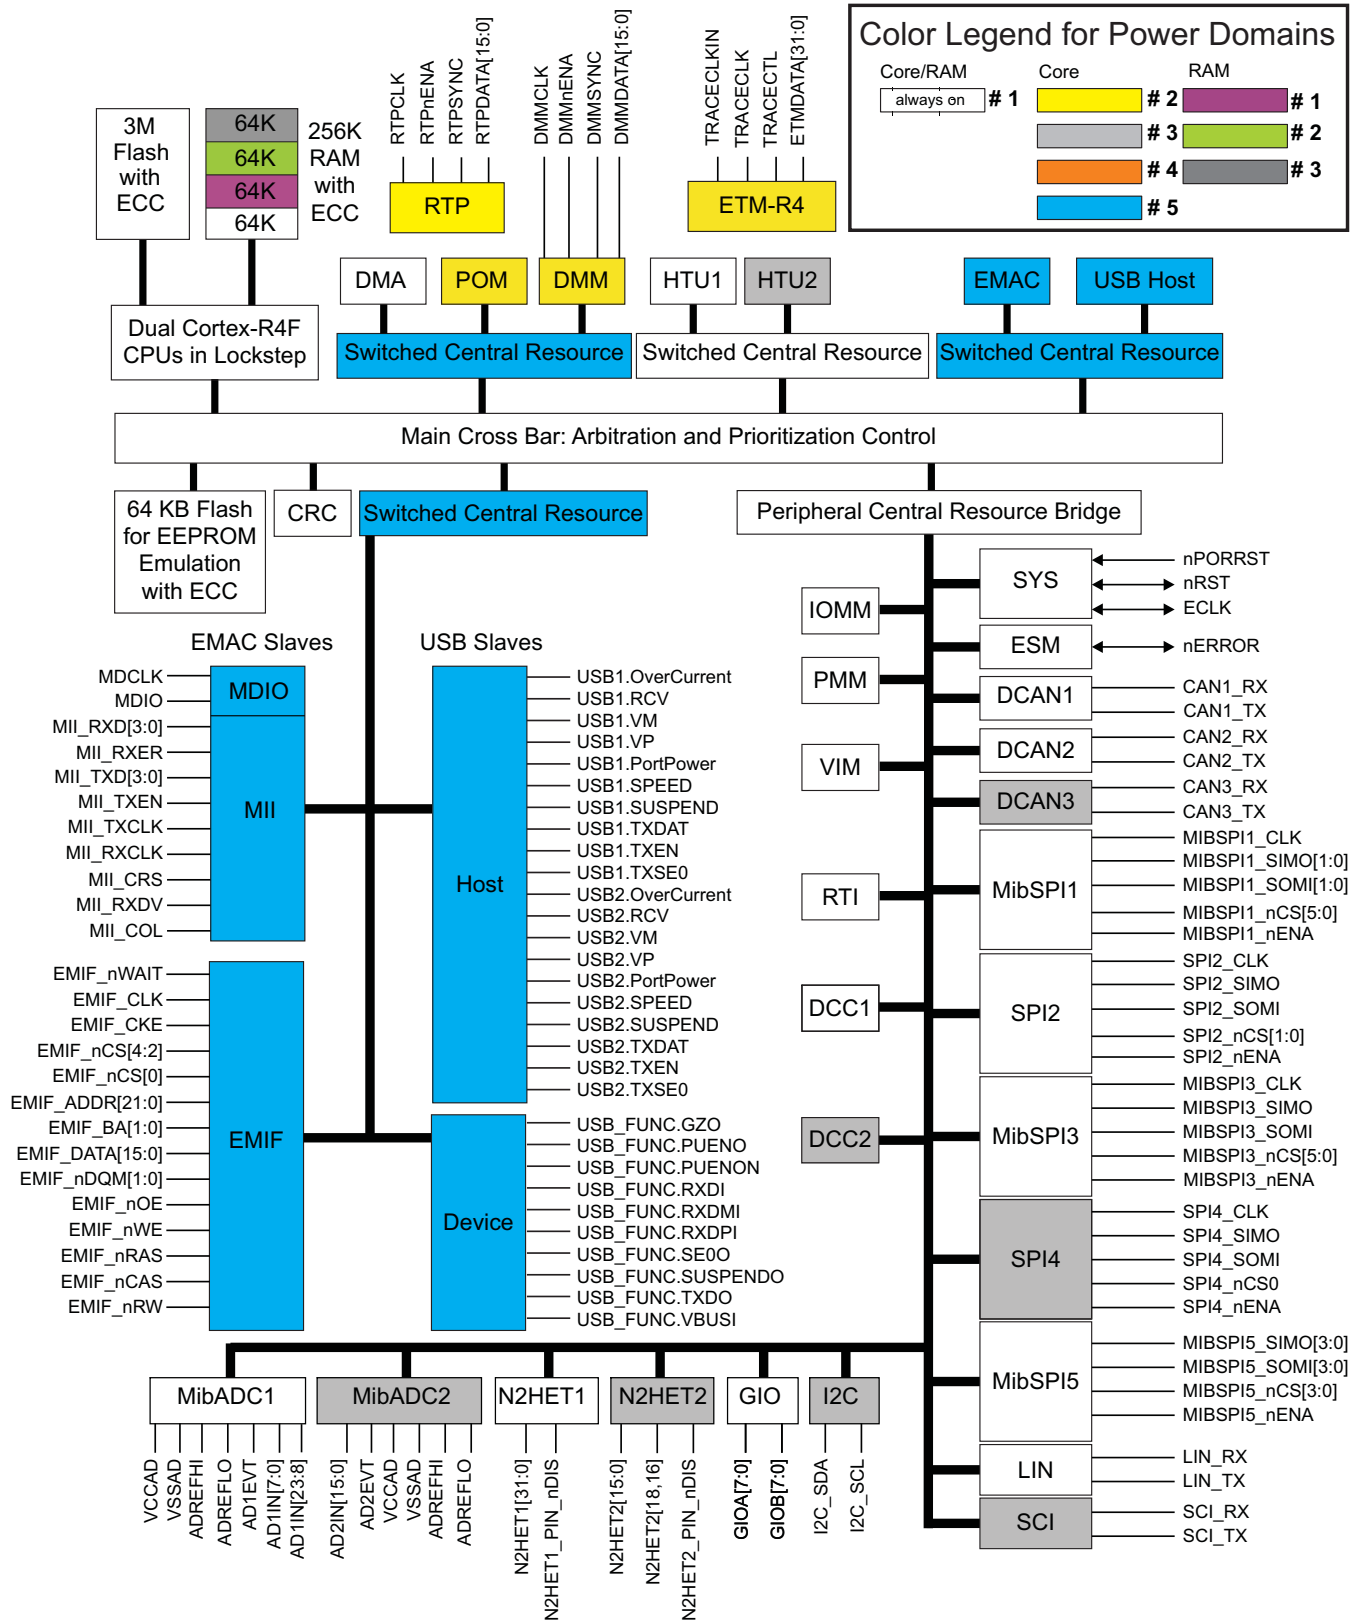 Color Legend for Power Domains
Core/RAM
Core
RAM
always on
# 1
# 2
# 1
# 3
# 2
# 4
# 3
# 5
3M
Flash
with
ECC
64K
64K
64K
64K
256K
RAM
with
ECC
RTPCLK
RTPnENA
RTPSYNC
RTPDATA[15:0]
RTP
DMMCLK
DMMnENA
DMMSYNC
DMMDATA[15:0]
TRACECLKIN
TRACECLK
TRACECTL
ETMDATA[31:0]
ETM-R4
DMA
POM
DMM
HTU1
HTU2
EMAC
USB Host
Dual Cortex-R4F
CPUs in Lockstep
Switched Central Resource
Switched Central Resource
Switched Central Resource
Main Cross Bar: Arbitration and Prioritization Control
64 KB Flash
for EEPROM
Emulation
with ECC
CRC
Switched Central Resource
Peripheral Central Resource Bridge
EMAC Slaves
USB Slaves
MDCLK
MDIO
MII_RXD[3:0]
MII_RXER
MII_TXD[3:0]
MII_TXEN
MII_TXCLK
MII_RXCLK
MII_CRS
MII_RXDV
MII_COL
MDIO
MII
EMIF_nWAIT
EMIF_CLK
EMIF_CKE
EMIF_nCS[4:2]
EMIF_nCS[0]
EMIF_ADDR[21:0]
EMIF_BA[1:0]
EMIF_DATA[15:0]
EMIF_nDQM[1:0]
EMIF_nOE
EMIF_nWE
EMIF_nRAS
EMIF_nCAS
EMIF_nRW
EMIF
Host
USB1.OverCurrent
USB1.RCV
USB1.VM
USB1.VP
USB1.PortPower
USB1.SPEED
USB1.SUSPEND
USB1.TXDAT
USB1.TXEN
USB1.TXSE0
USB2.OverCurrent
USB2.RCV
USB2.VM
USB2.VP
USB2.PortPower
USB2.SPEED
USB2.SUSPEND
USB2.TXDAT
USB2.TXEN
USB2.TXSE0
Device
USB_FUNC.GZO
USB_FUNC.PUENO
USB_FUNC.PUENON
USB_FUNC.RXDI
USB_FUNC.RXDMI
USB_FUNC.RXDPI
USB_FUNC.SE0O
USB_FUNC.SUSPENDO
USB_FUNC.TXDO
USB_FUNC.VBUSI
IOMM
PMM
VIM
RTI
DCC1
DCC2
SYS
nPORRST
nRST
ECLK
ESM
nERROR
DCAN1
CAN1_RX
CAN1_TX
DCAN2
CAN2_RX
CAN2_TX
DCAN3
CAN3_RX
CAN3_TX
MibSPI1
MIBSPI1_CLK
MIBSPI1_SIMO[1:0]
MIBSPI1_SOMI[1:0]
MIBSPI1_nCS[5:0]
MIBSPI1_nENA
SPI2
SPI2_CLK
SPI2_SIMO
SPI2_SOMI
SPI2_nCS[1:0]
SPI2_nENA
MibSPI3
MIBSPI3_CLK
MIBSPI3_SIMO
MIBSPI3_SOMI
MIBSPI3_nCS[5:0]
MIBSPI3_nENA
SPI4
SPI4_CLK
SPI4_SIMO
SPI4_SOMI
SPI4_nCS0
SPI4_nENA
MibSPI5
MIBSPI5_SIMO[3:0]
MIBSPI5_SOMI[3:0]
MIBSPI5_nCS[3:0]
MIBSPI5_nENA
LIN
LIN_RX
LIN_TX
SCI
SCI_RX
SCI_TX
MibADC1
MibADC2
N2HET1
N2HET2
GIO
I2C
VCCAD
VSSAD
ADREFHI
ADREFLO
AD1EVT
AD1IN[7:0]
AD1IN[23:8]
AD2IN[15:0]
AD2EVT
VCCAD
VSSAD
ADREFHI
ADREFLO
N2HET1[31:0]
N2HET1_PIN_nDIS
N2HET2[15:0]
N2HET2[18,16]
N2HET2_PIN_nDIS
GIOA[7:0]
GIOB[7:0]
I2C_SDA
I2C_SCL